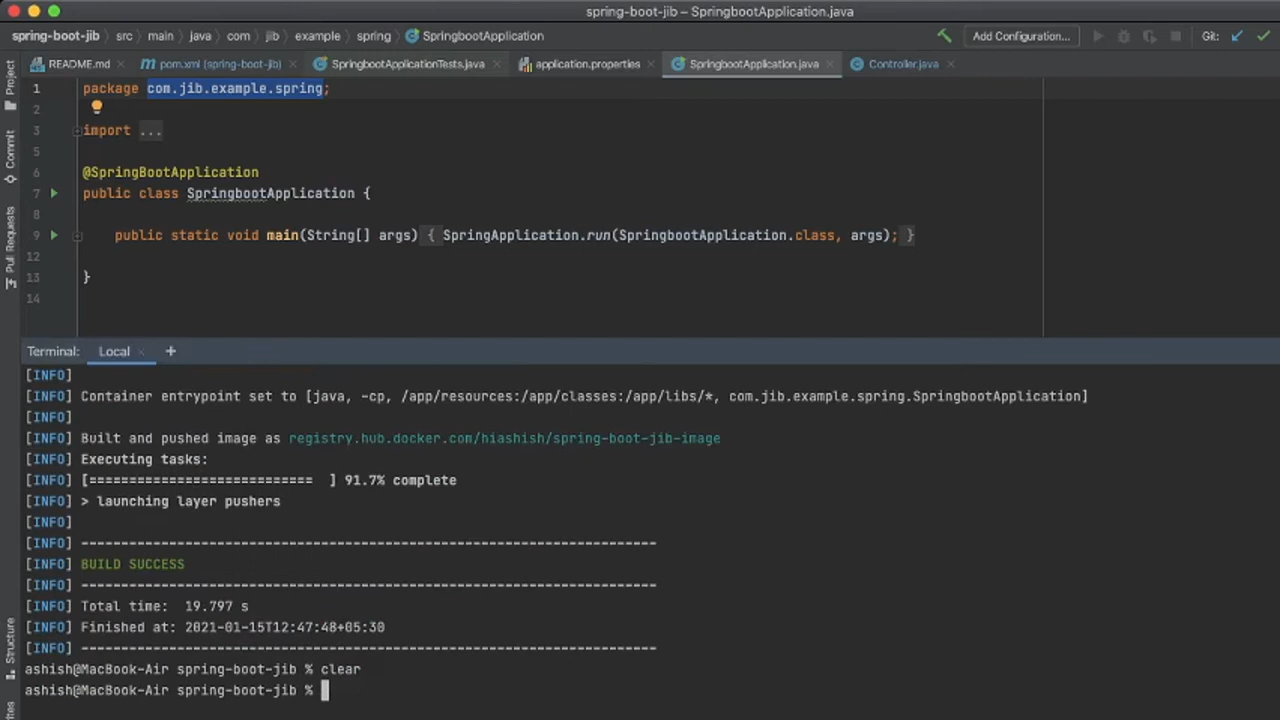 spring-boot-jib – SpringbootApplication.java
spring-boot-jib src main java com jib example spring SpringbootApplication Add Configuration... Git:
README.md pom.xml (spring-boot-jib) SpringbootApplicationTests.java application.properties SpringbootApplication.java Controller.java
Project
Commit
Pull Requests
Structure
1 package com.jib.example.spring;
2
3 import ...
5
6 @SpringBootApplication
7 public class SpringbootApplication {
8
9 public static void main(String[] args) { SpringApplication.run(SpringbootApplication.class, args); }
12
13 }
14
Terminal: Local +
[INFO]
[INFO] Container entrypoint set to [java, -cp, /app/resources:/app/classes:/app/libs/*, com.jib.example.spring.SpringbootApplication]
[INFO]
[INFO] Built and pushed image as registry.hub.docker.com/hiashish/spring-boot-jib-image
[INFO] Executing tasks:
[INFO] [============================  ] 91.7% complete
[INFO] > launching layer pushers
[INFO]
[INFO] ------------------------------------------------------------------------
[INFO] BUILD SUCCESS
[INFO] ------------------------------------------------------------------------
[INFO] Total time:  19.797 s
[INFO] Finished at: 2021-01-15T12:47:48+05:30
[INFO] ------------------------------------------------------------------------
ashish@MacBook-Air spring-boot-jib % clear
ashish@MacBook-Air spring-boot-jib %